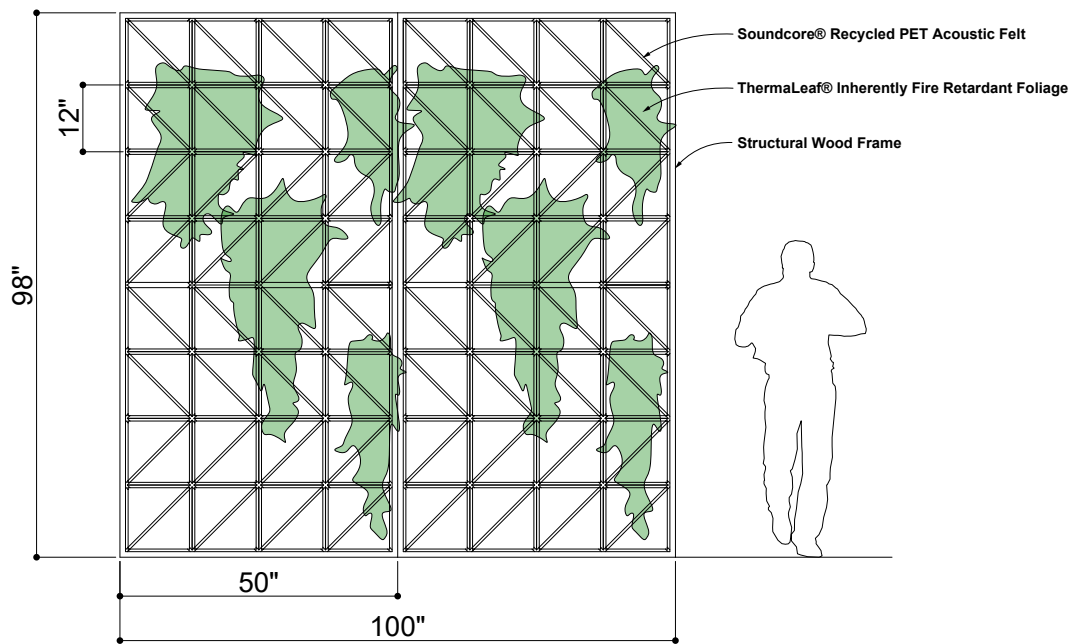 Soundcore® Recycled PET Acoustic Felt
ThermaLeaf® Inherently Fire Retardant Foliage
12"
Structural Wood Frame
98"
50"
100"